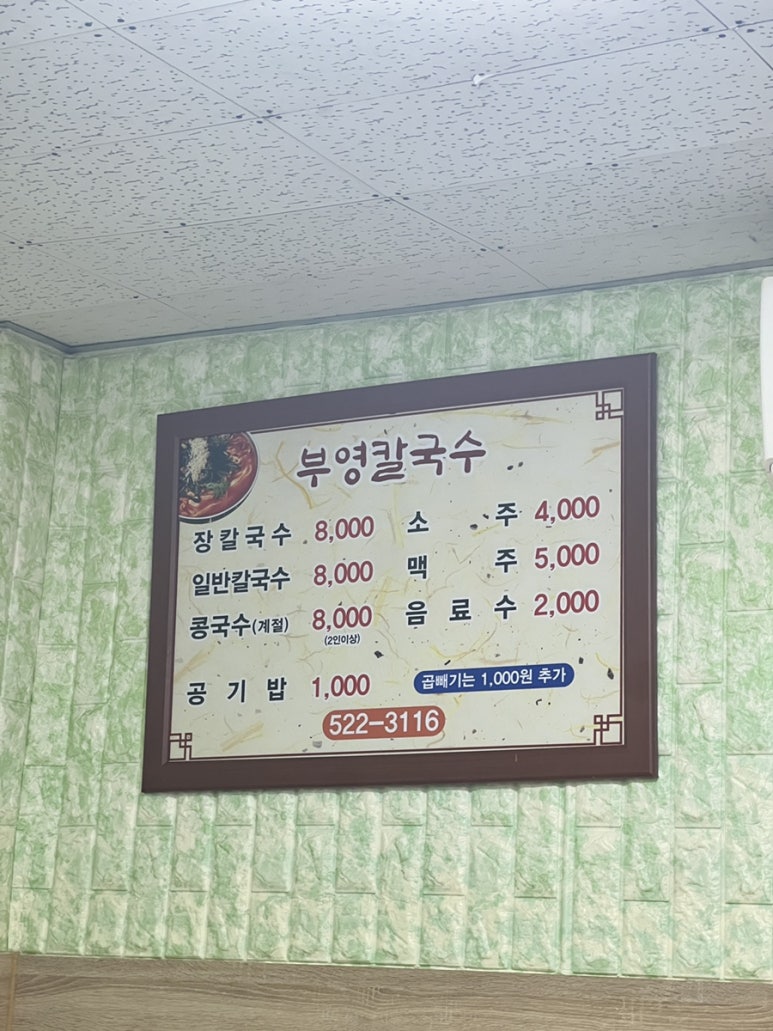 부영칼국수
장칼국수 8,000
일반칼국수 8,000
콩국수(계절) 8,000
(2인이상)
공기밥 1,000
소주 4,000
맥주 5,000
음료수 2,000
곱빼기는 1,000원 추가
522-3116